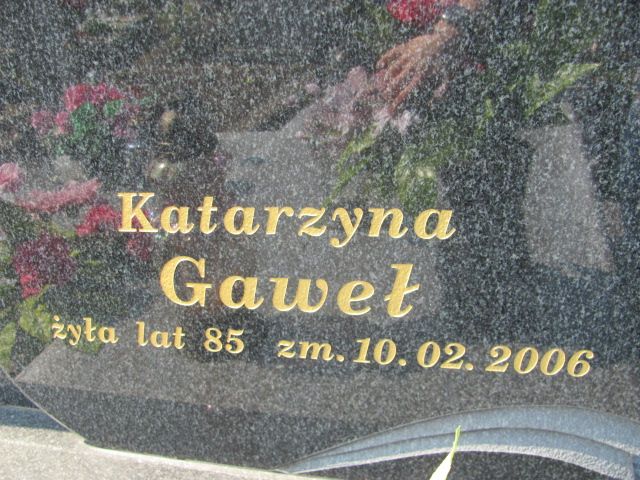 Katarzyna
Gaweł
żyła lat 85 zm. 10. 02. 2006